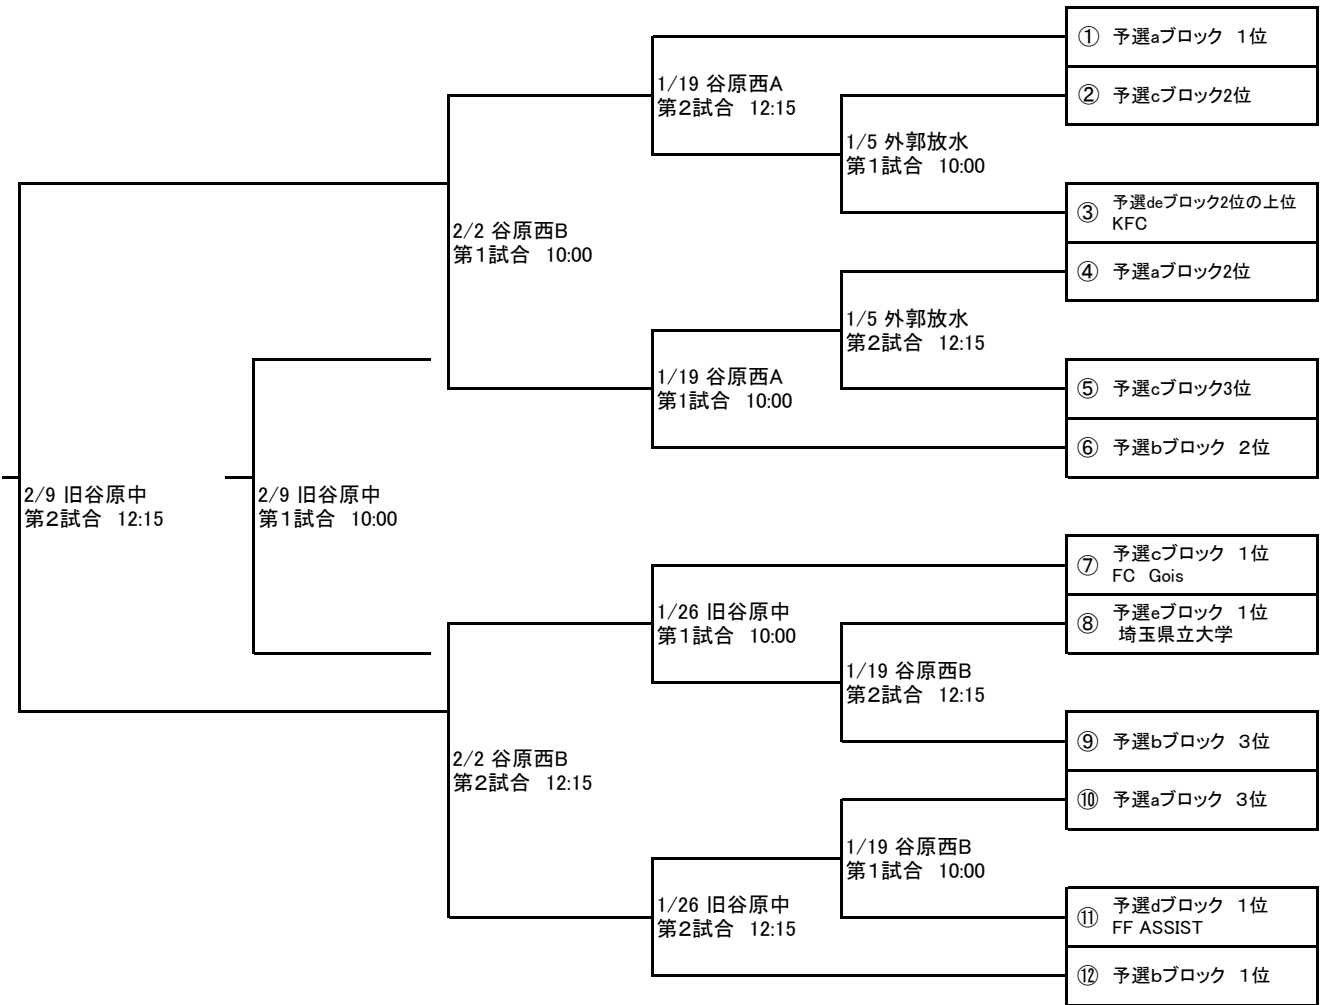 ① 予選aブロック １位
1/19 谷原西A
第２試合 12:15
② 予選cブロック2位
1/5 外郭放水
第１試合 10:00
③ 予選deブロック2位の上位
KFC
2/2 谷原西B
第１試合 10:00
④ 予選aブロック2位
1/5 外郭放水
第２試合 12:15
1/19 谷原西A
第1試合 10:00
⑤ 予選cブロック3位
⑥ 予選bブロック ２位
2/9 旧谷原中
第２試合 12:15
2/9 旧谷原中
第１試合 10:00
⑦ 予選cブロック １位
FC Gois
1/26 旧谷原中
第１試合 10:00
⑧ 予選eブロック １位
埼玉県立大学
1/19 谷原西B
第２試合 12:15
⑨ 予選bブロック ３位
2/2 谷原西B
第２試合 12:15
⑩ 予選aブロック ３位
1/19 谷原西B
第１試合 10:00
1/26 旧谷原中
第２試合 12:15
⑪ 予選dブロック １位
FF ASSIST
⑫ 予選bブロック １位